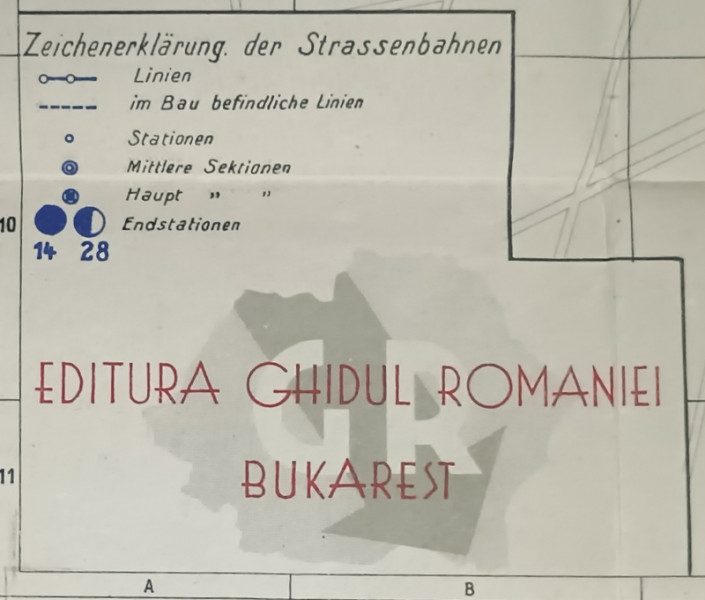 Zeichenerklärung. der Strassenbahnen
Linien
im Bau befindliche Linien
Stationen
Mittlere Sektionen
Haupt " "
Endstationen
14 28
10
GR
EDITURA GHIDUL ROMANIEI
BUKAREST
11
A B